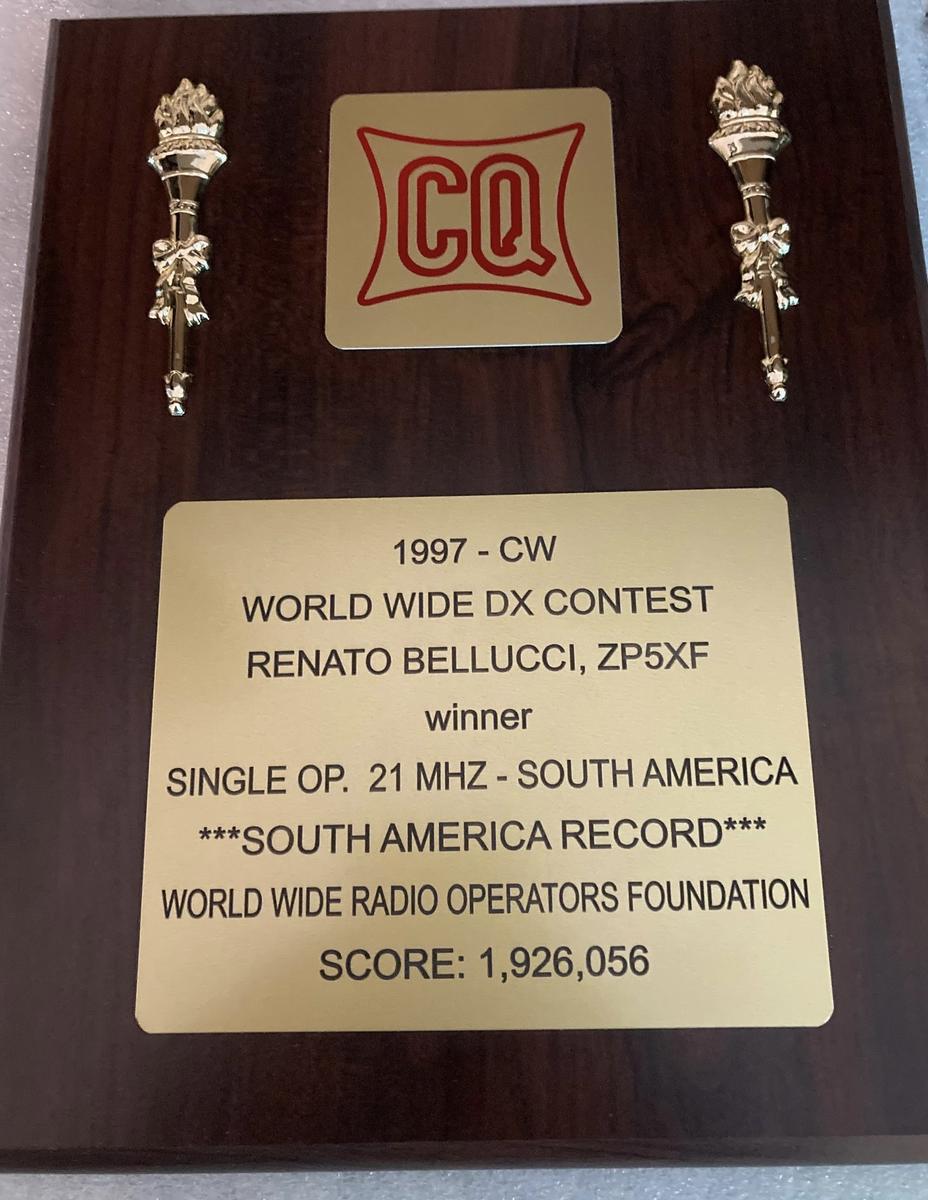 CQ
1997 - CW
WORLD WIDE DX CONTEST
RENATO BELLUCCI, ZP5XF
winner
SINGLE OP.  21 MHZ - SOUTH AMERICA
***SOUTH AMERICA RECORD***
WORLD WIDE RADIO OPERATORS FOUNDATION
SCORE: 1,926,056